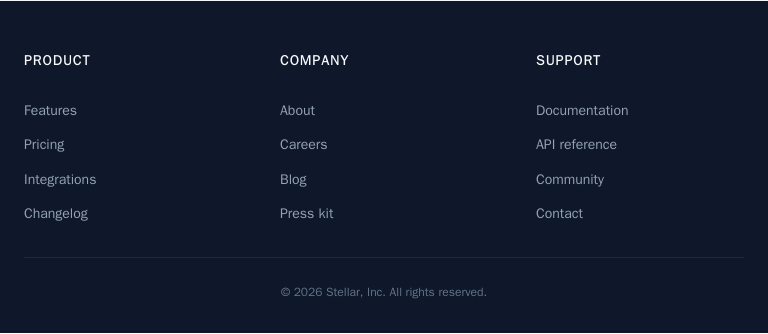 PRODUCT
Features
Pricing
Integrations
Changelog
COMPANY
About
Careers
Blog
Press kit
SUPPORT
Documentation
API reference
Community
Contact
© 2026 Stellar, Inc. All rights reserved.